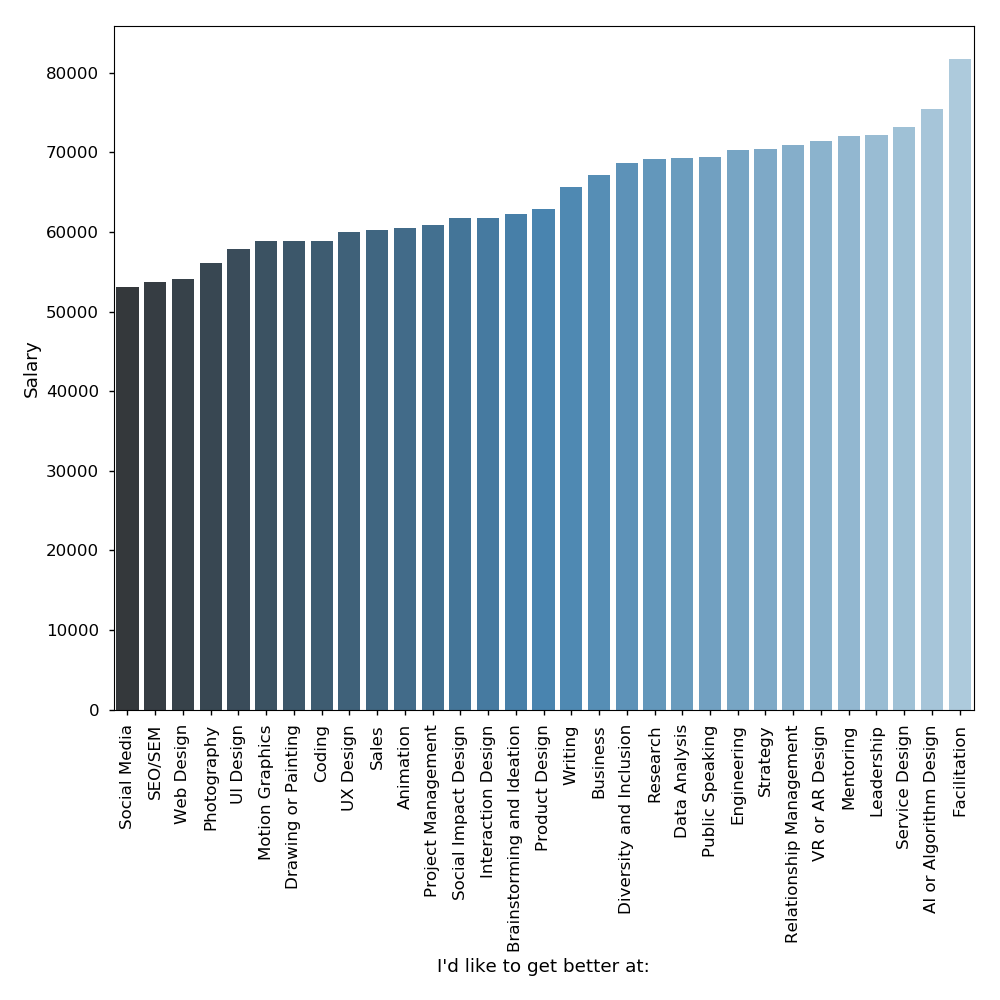 80000
70000
60000
50000
40000
30000
20000
10000
0
Salary
Social Media
SEO/SEM
Web Design
Photography
UI Design
Motion Graphics
Drawing or Painting
Coding
UX Design
Sales
Animation
Project Management
Social Impact Design
Interaction Design
Brainstorming and Ideation
Product Design
Writing
Business
Diversity and Inclusion
Research
Data Analysis
Public Speaking
Engineering
Strategy
Relationship Management
VR or AR Design
Mentoring
Leadership
Service Design
AI or Algorithm Design
Facilitation
I'd like to get better at: